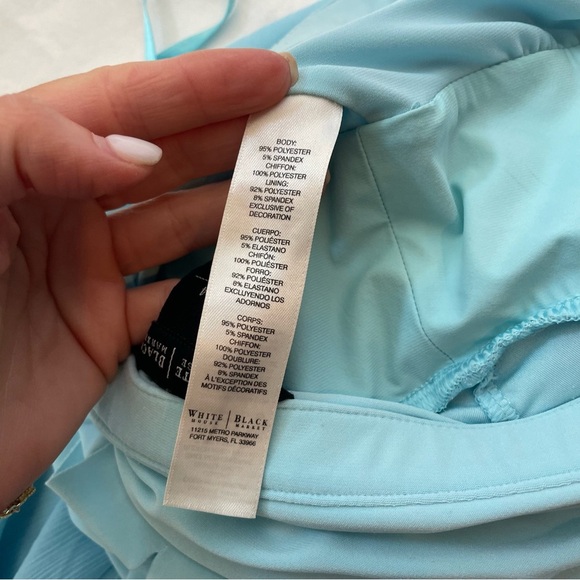 BODY:
95% POLYESTER
5% SPANDEX
CHIFFON:
100% POLYESTER
LINING:
92% POLYESTER
8% SPANDEX
EXCLUSIVE OF
DECORATION
CUERPO:
95% POLIÉSTER
5% ELASTANO
CHIFÓN:
100% POLIÉSTER
FORRO:
92% POLIÉSTER
8% ELASTANO
EXCLUYENDO LOS
ADORNOS
CORPS:
95% POLYESTER
5% SPANDEX
CHIFFON:
100% POLYESTER
DOUBLURE:
92% POLYESTER
8% SPANDEX
À L'EXCEPTION DES
MOTIFS DÉCORATIFS
WHITE | BLACK
HOUSE | MARKET
11215 METRO PARKWAY
FORT MYERS, FL 33966